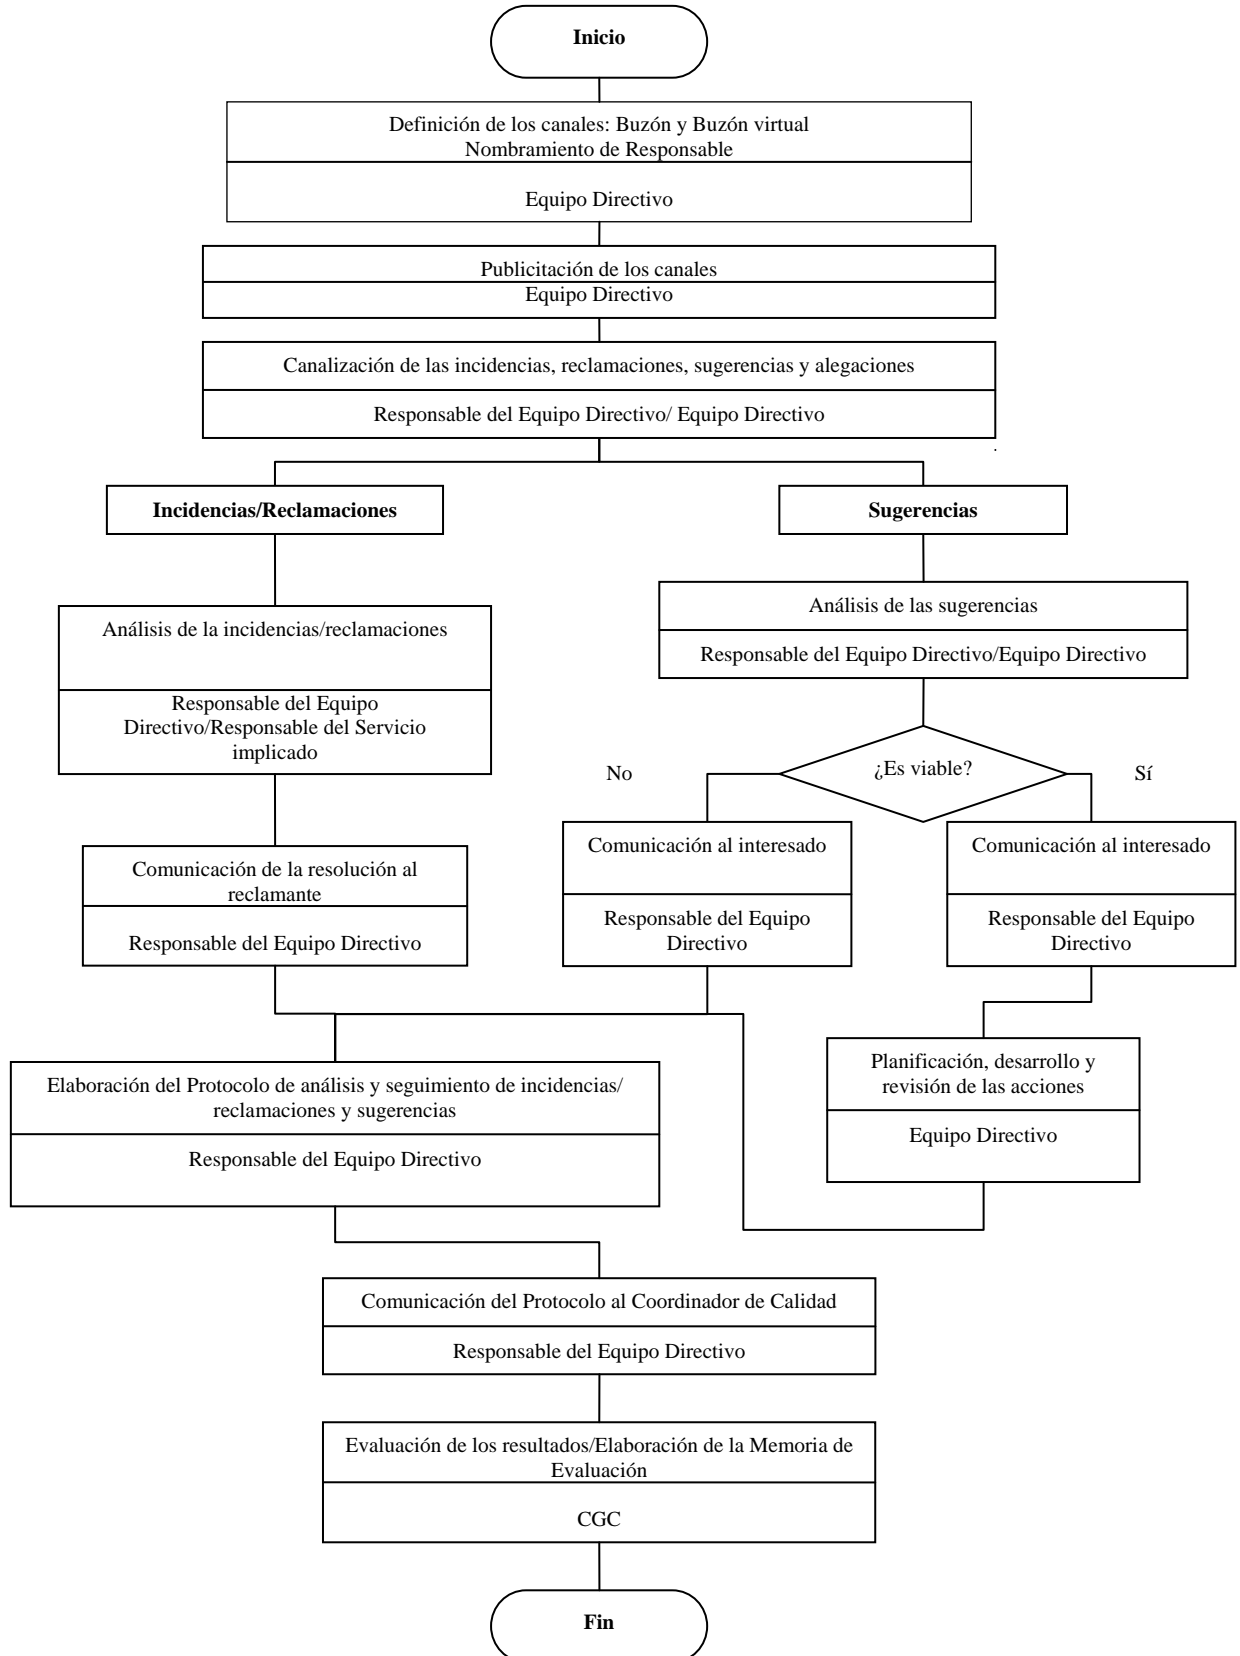 Inicio
Definición de los canales: Buzón y Buzón virtual
Nombramiento de Responsable
Equipo Directivo
Publicitación de los canales
Equipo Directivo
Canalización de las incidencias, reclamaciones, sugerencias y alegaciones
Responsable del Equipo Directivo/ Equipo Directivo
.
Incidencias/Reclamaciones
Sugerencias
Análisis de la incidencias/reclamaciones
Responsable del Equipo
Directivo/Responsable del Servicio
implicado
Análisis de las sugerencias
Responsable del Equipo Directivo/Equipo Directivo
¿Es viable?
No
Sí
Comunicación de la resolución al
reclamante
Responsable del Equipo Directivo
Comunicación al interesado
Responsable del Equipo
Directivo
Comunicación al interesado
Responsable del Equipo
Directivo
Planificación, desarrollo y
revisión de las acciones
Equipo Directivo
Elaboración del Protocolo de análisis y seguimiento de incidencias/
reclamaciones y sugerencias
Responsable del Equipo Directivo
Comunicación del Protocolo al Coordinador de Calidad
Responsable del Equipo Directivo
Evaluación de los resultados/Elaboración de la Memoria de
Evaluación
CGC
Fin